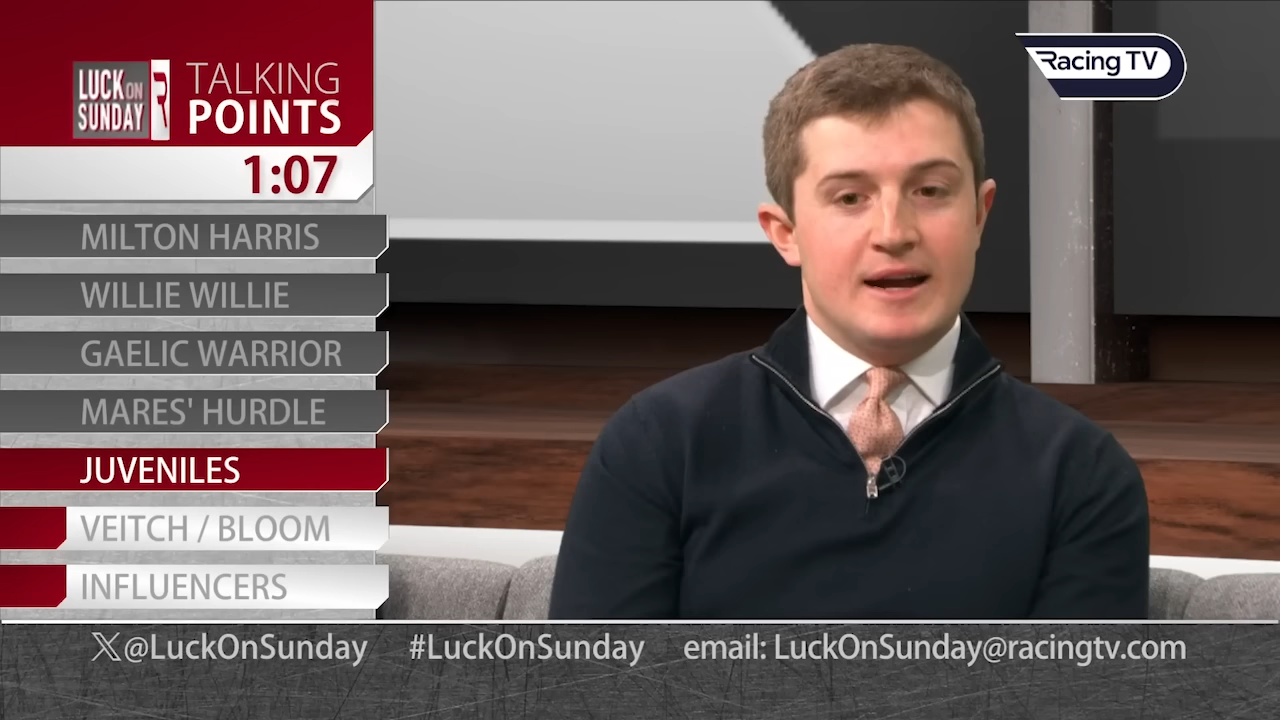 LUCK ON
SUNDAY
R
TALKING
POINTS
1:07
Racing TV
MILTON HARRIS
WILLIE WILLIE
GAELIC WARRIOR
MARES' HURDLE
JUVENILES
VEITCH / BLOOM
INFLUENCERS
X@LuckOnSunday #LuckOnSunday email: LuckOnSunday@racingtv.com